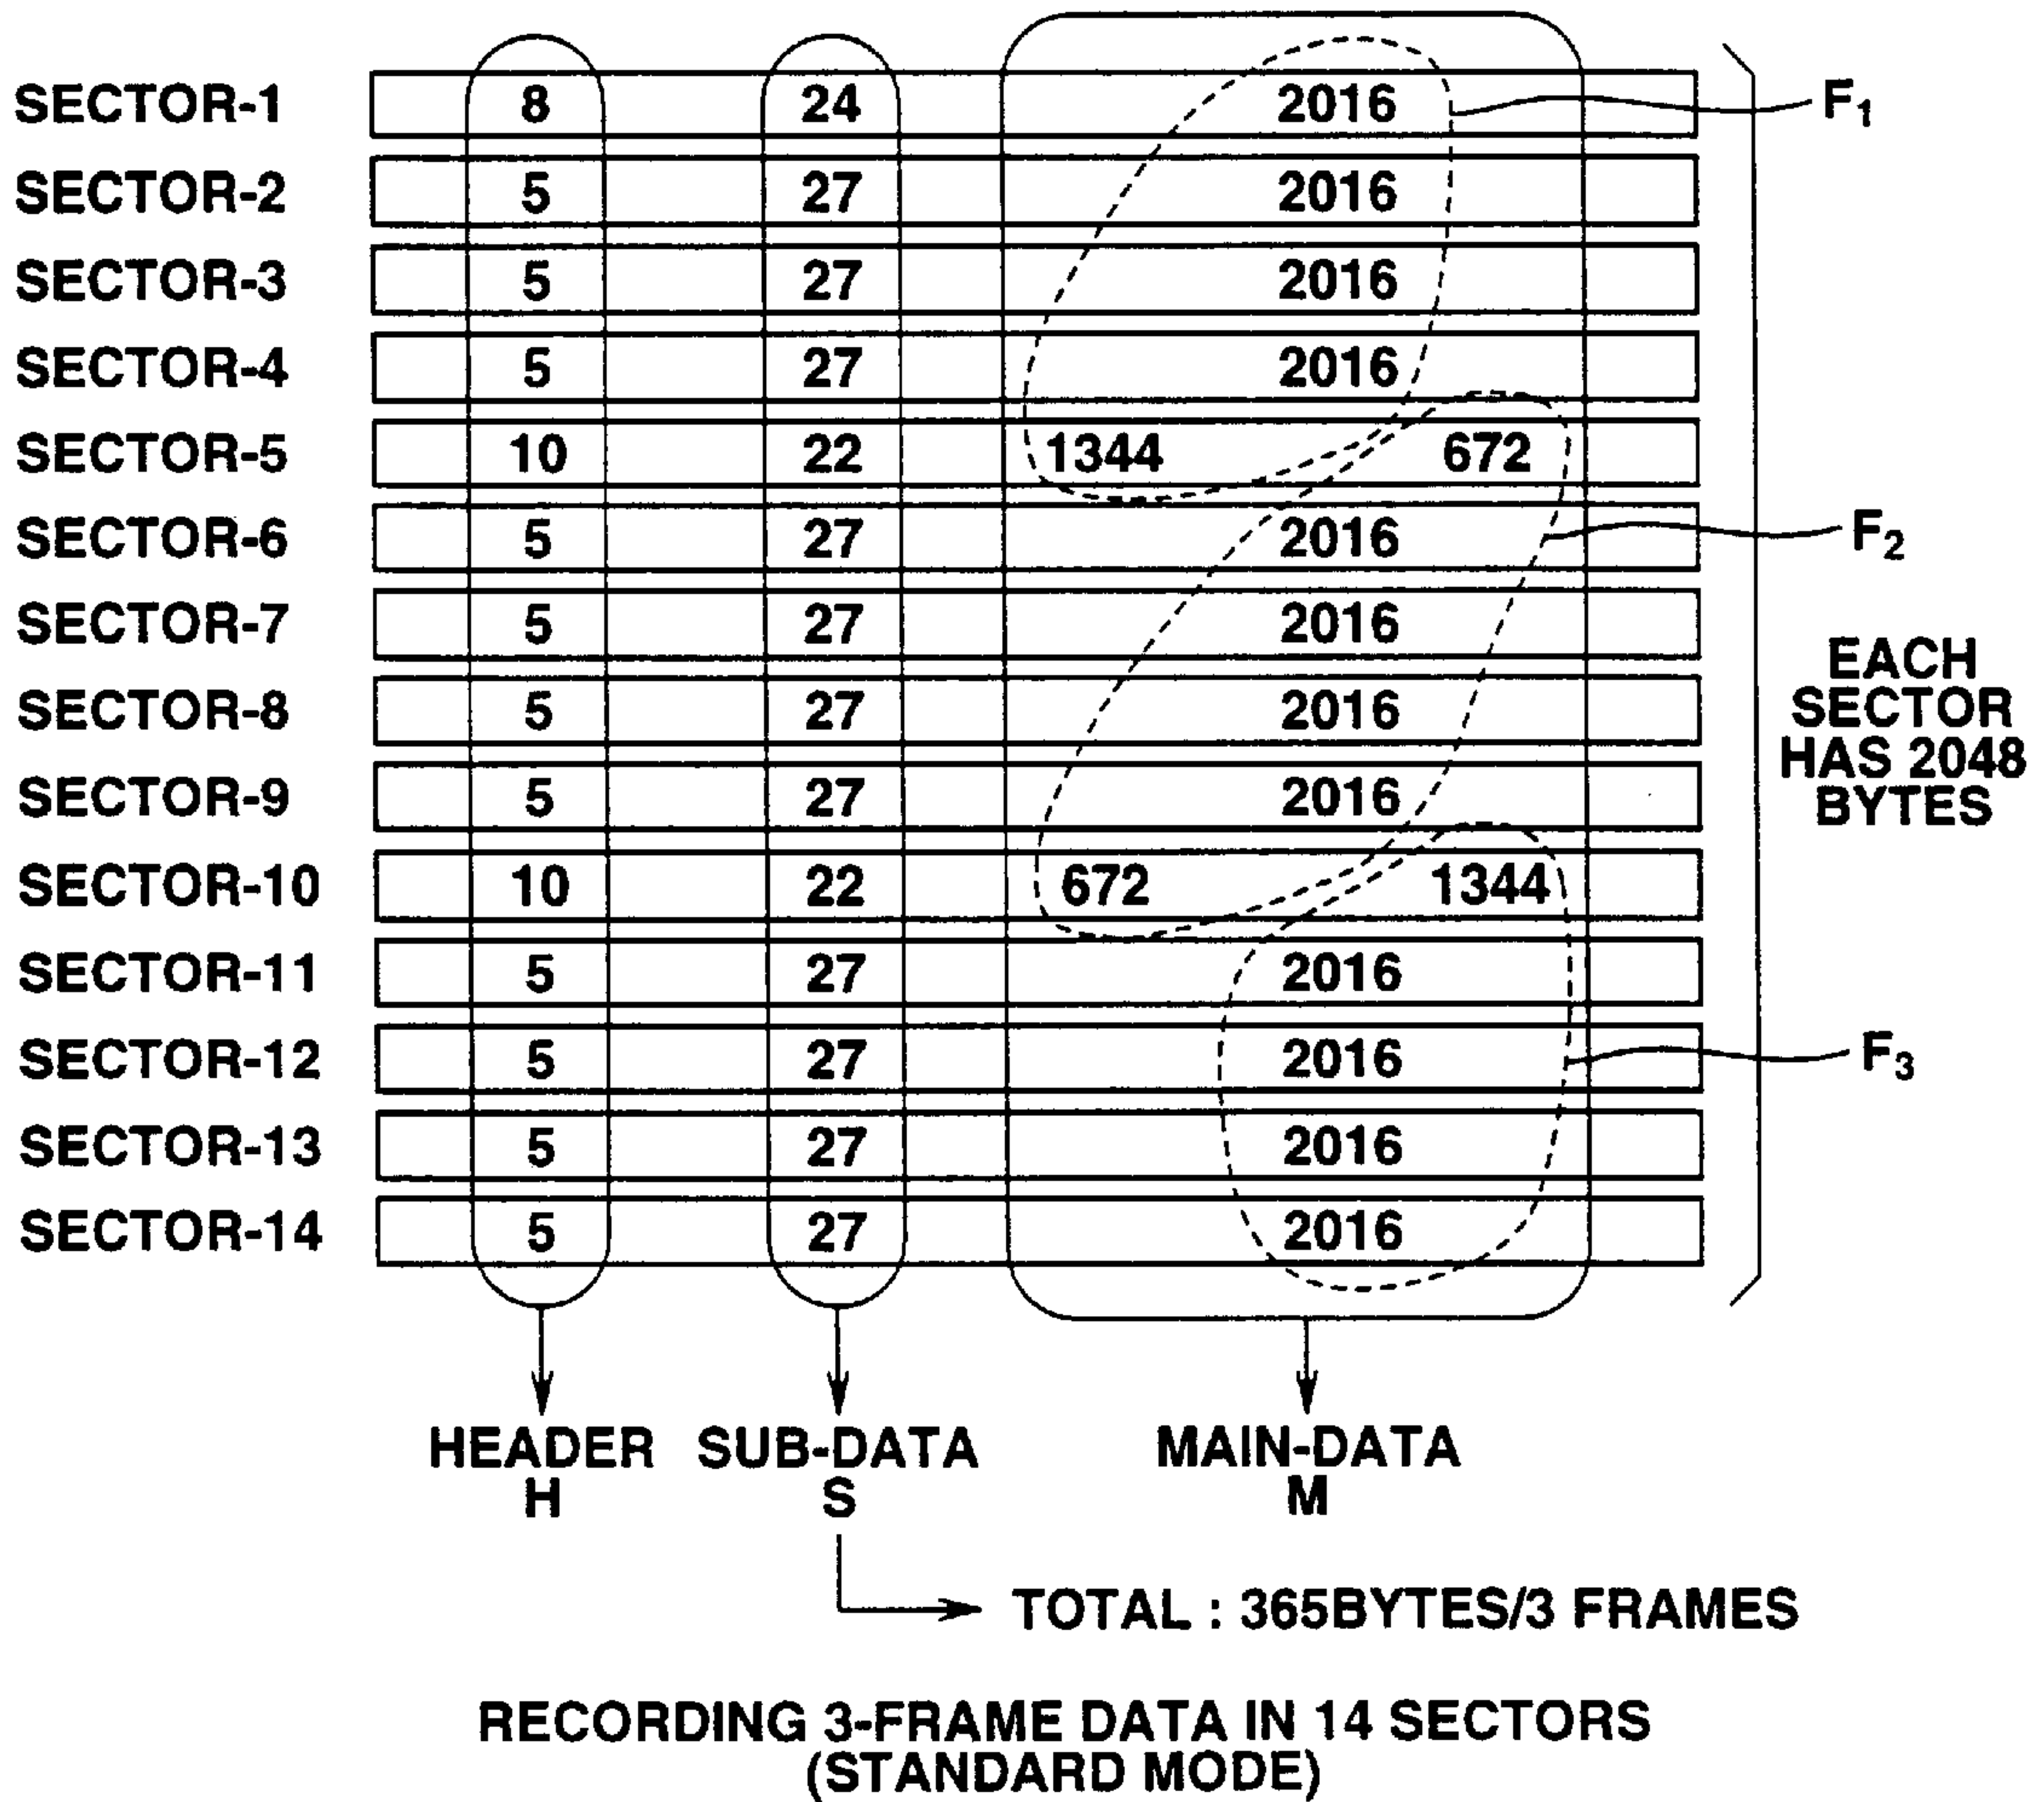 SECTOR-1 8 24 2016 F1
SECTOR-2 5 27 2016
SECTOR-3 5 27 2016
SECTOR-4 5 27 2016
SECTOR-5 10 22 1344 672
SECTOR-6 5 27 2016 F2
SECTOR-7 5 27 2016
SECTOR-8 5 27 2016
SECTOR-9 5 27 2016
SECTOR-10 10 22 672 1344
SECTOR-11 5 27 2016
SECTOR-12 5 27 2016 F3
SECTOR-13 5 27 2016
SECTOR-14 5 27 2016
EACH
SECTOR
HAS 2048
BYTES
HEADER SUB-DATA MAIN-DATA
H S M
TOTAL : 365BYTES/3 FRAMES
RECORDING 3-FRAME DATA IN 14 SECTORS
(STANDARD MODE)